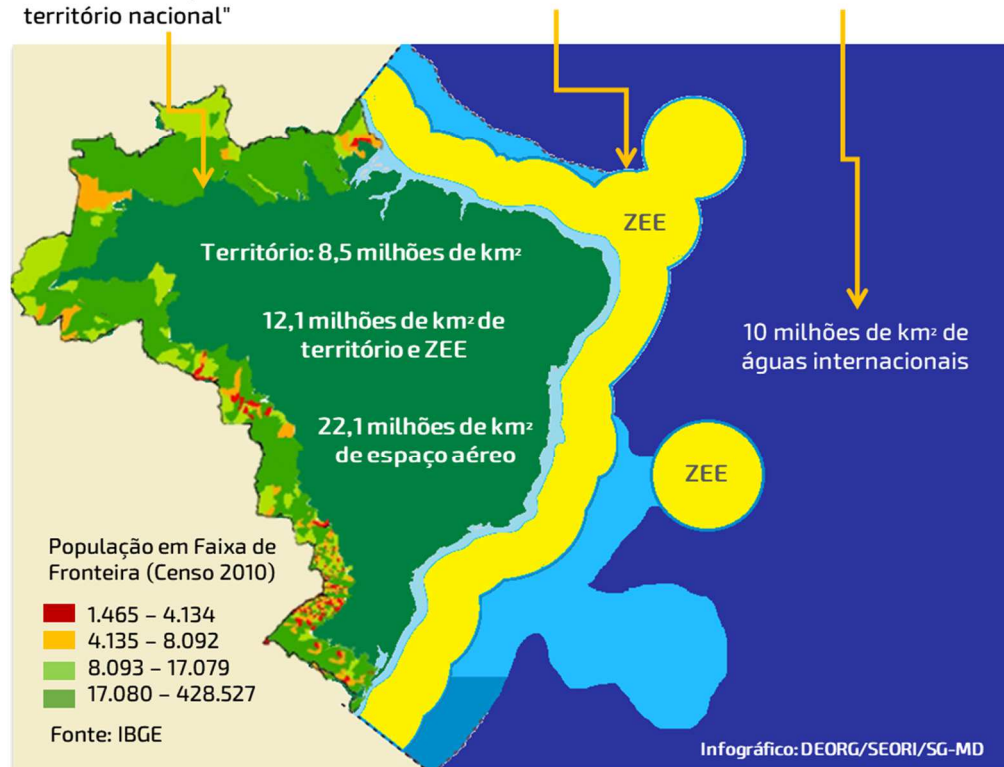 território nacional"
ZEE
Território: 8,5 milhões de km²
12,1 milhões de km² de
território e ZEE
10 milhões de km² de
águas internacionais
22,1 milhões de km²
de espaço aéreo
ZEE
População em Faixa de
Fronteira (Censo 2010)
1.465 – 4.134
4.135 – 8.092
8.093 – 17.079
17.080 – 428.527
Fonte: IBGE
Infográfico: DEORG/SEORI/SG-MD